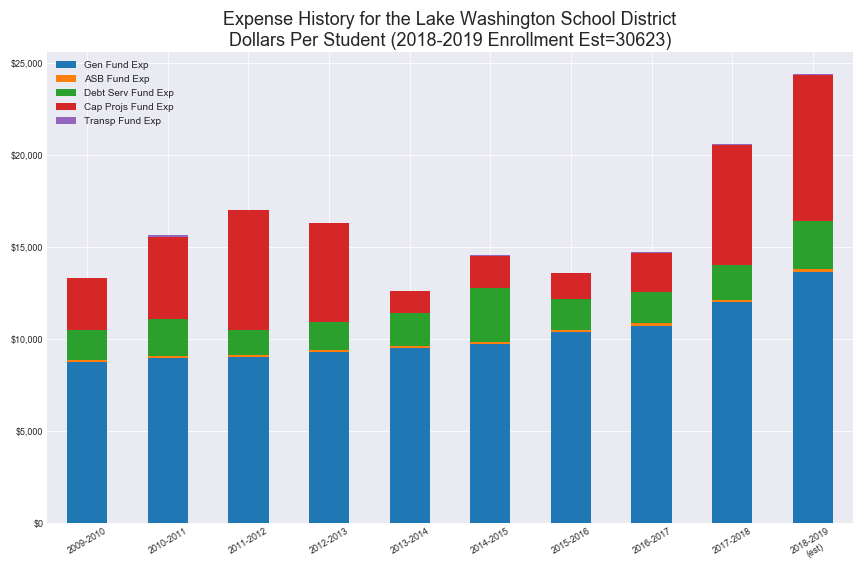 Expense History for the Lake Washington School District
Dollars Per Student (2018-2019 Enrollment Est=30623)
Gen Fund Exp
ASB Fund Exp
Debt Serv Fund Exp
Cap Projs Fund Exp
Transp Fund Exp
$25,000
$20,000
$15,000
$10,000
$5,000
$0
2009-2010
2010-2011
2011-2012
2012-2013
2013-2014
2014-2015
2015-2016
2016-2017
2017-2018
2018-2019
(est)